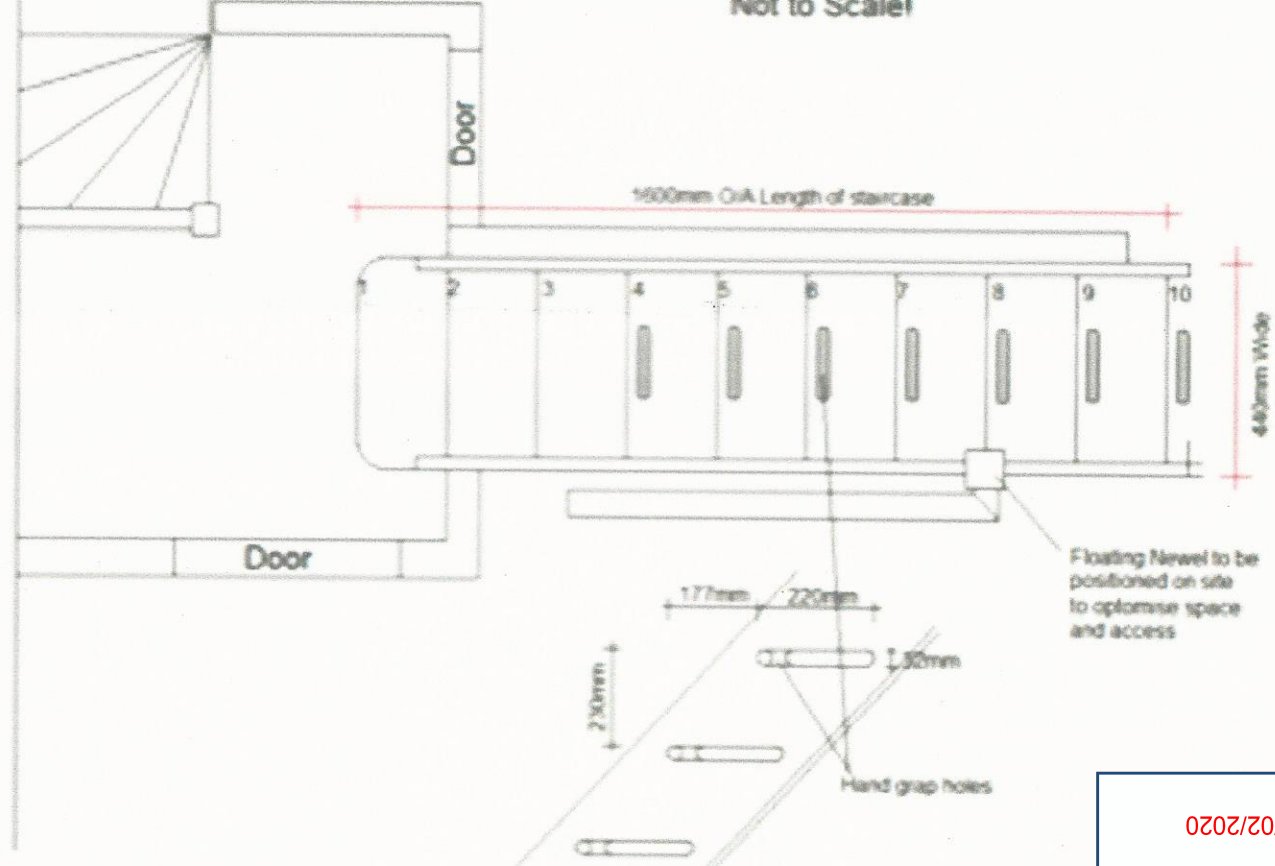 Not to Scale!
Door
1600mm O/A Length of staircase
1
2
3
4
5
6
7
8
9
10
440mm Wide
Door
Floating Newel to be
positioned on site
to optomise space
and access
177mm
220mm
32mm
230mm
Hand grap holes
02/2020